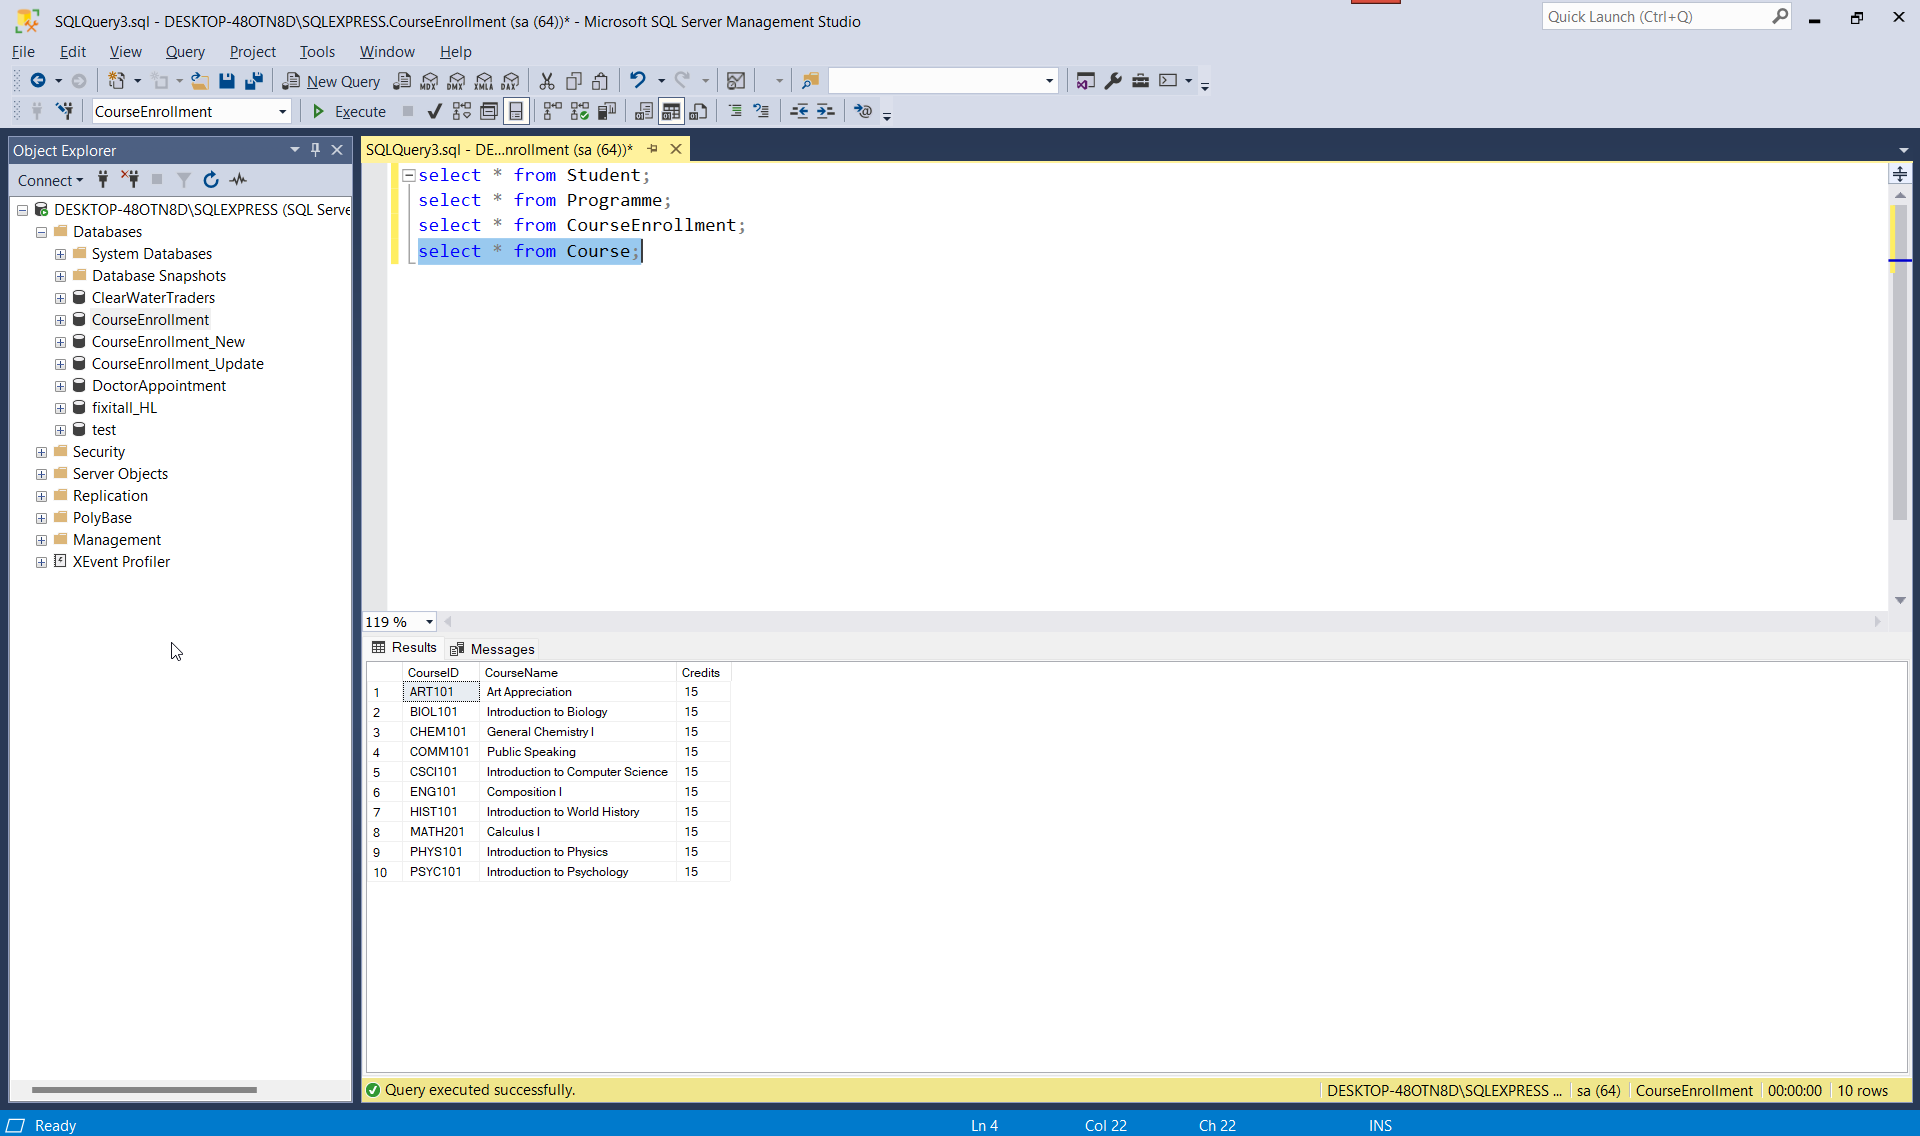 SQLQuery3.sql - DESKTOP-48OTN8D\SQLEXPRESS.CourseEnrollment (sa (64))* - Microsoft SQL Server Management Studio
Quick Launch (Ctrl+Q)
File Edit View Query Project Tools Window Help
New Query MDX DMX XMLA DAX
CourseEnrollment Execute
Object Explorer
SQLQuery3.sql - DE...nrollment (sa (64))*
Connect
DESKTOP-48OTN8D\SQLEXPRESS (SQL Serve
Databases
System Databases
Database Snapshots
ClearWaterTraders
CourseEnrollment
CourseEnrollment_New
CourseEnrollment_Update
DoctorAppointment
fixitall_HL
test
Security
Server Objects
Replication
PolyBase
Management
XEvent Profiler
select * from Student;
select * from Programme;
select * from CourseEnrollment;
select * from Course;
119 %
Results Messages
CourseID CourseName Credits
1 ART101 Art Appreciation 15
2 BIOL101 Introduction to Biology 15
3 CHEM101 General Chemistry I 15
4 COMM101 Public Speaking 15
5 CSCI101 Introduction to Computer Science 15
6 ENG101 Composition I 15
7 HIST101 Introduction to World History 15
8 MATH201 Calculus I 15
9 PHYS101 Introduction to Physics 15
10 PSYC101 Introduction to Psychology 15
Query executed successfully. DESKTOP-48OTN8D\SQLEXPRESS ... sa (64) CourseEnrollment 00:00:00 10 rows
Ready Ln 4 Col 22 Ch 22 INS